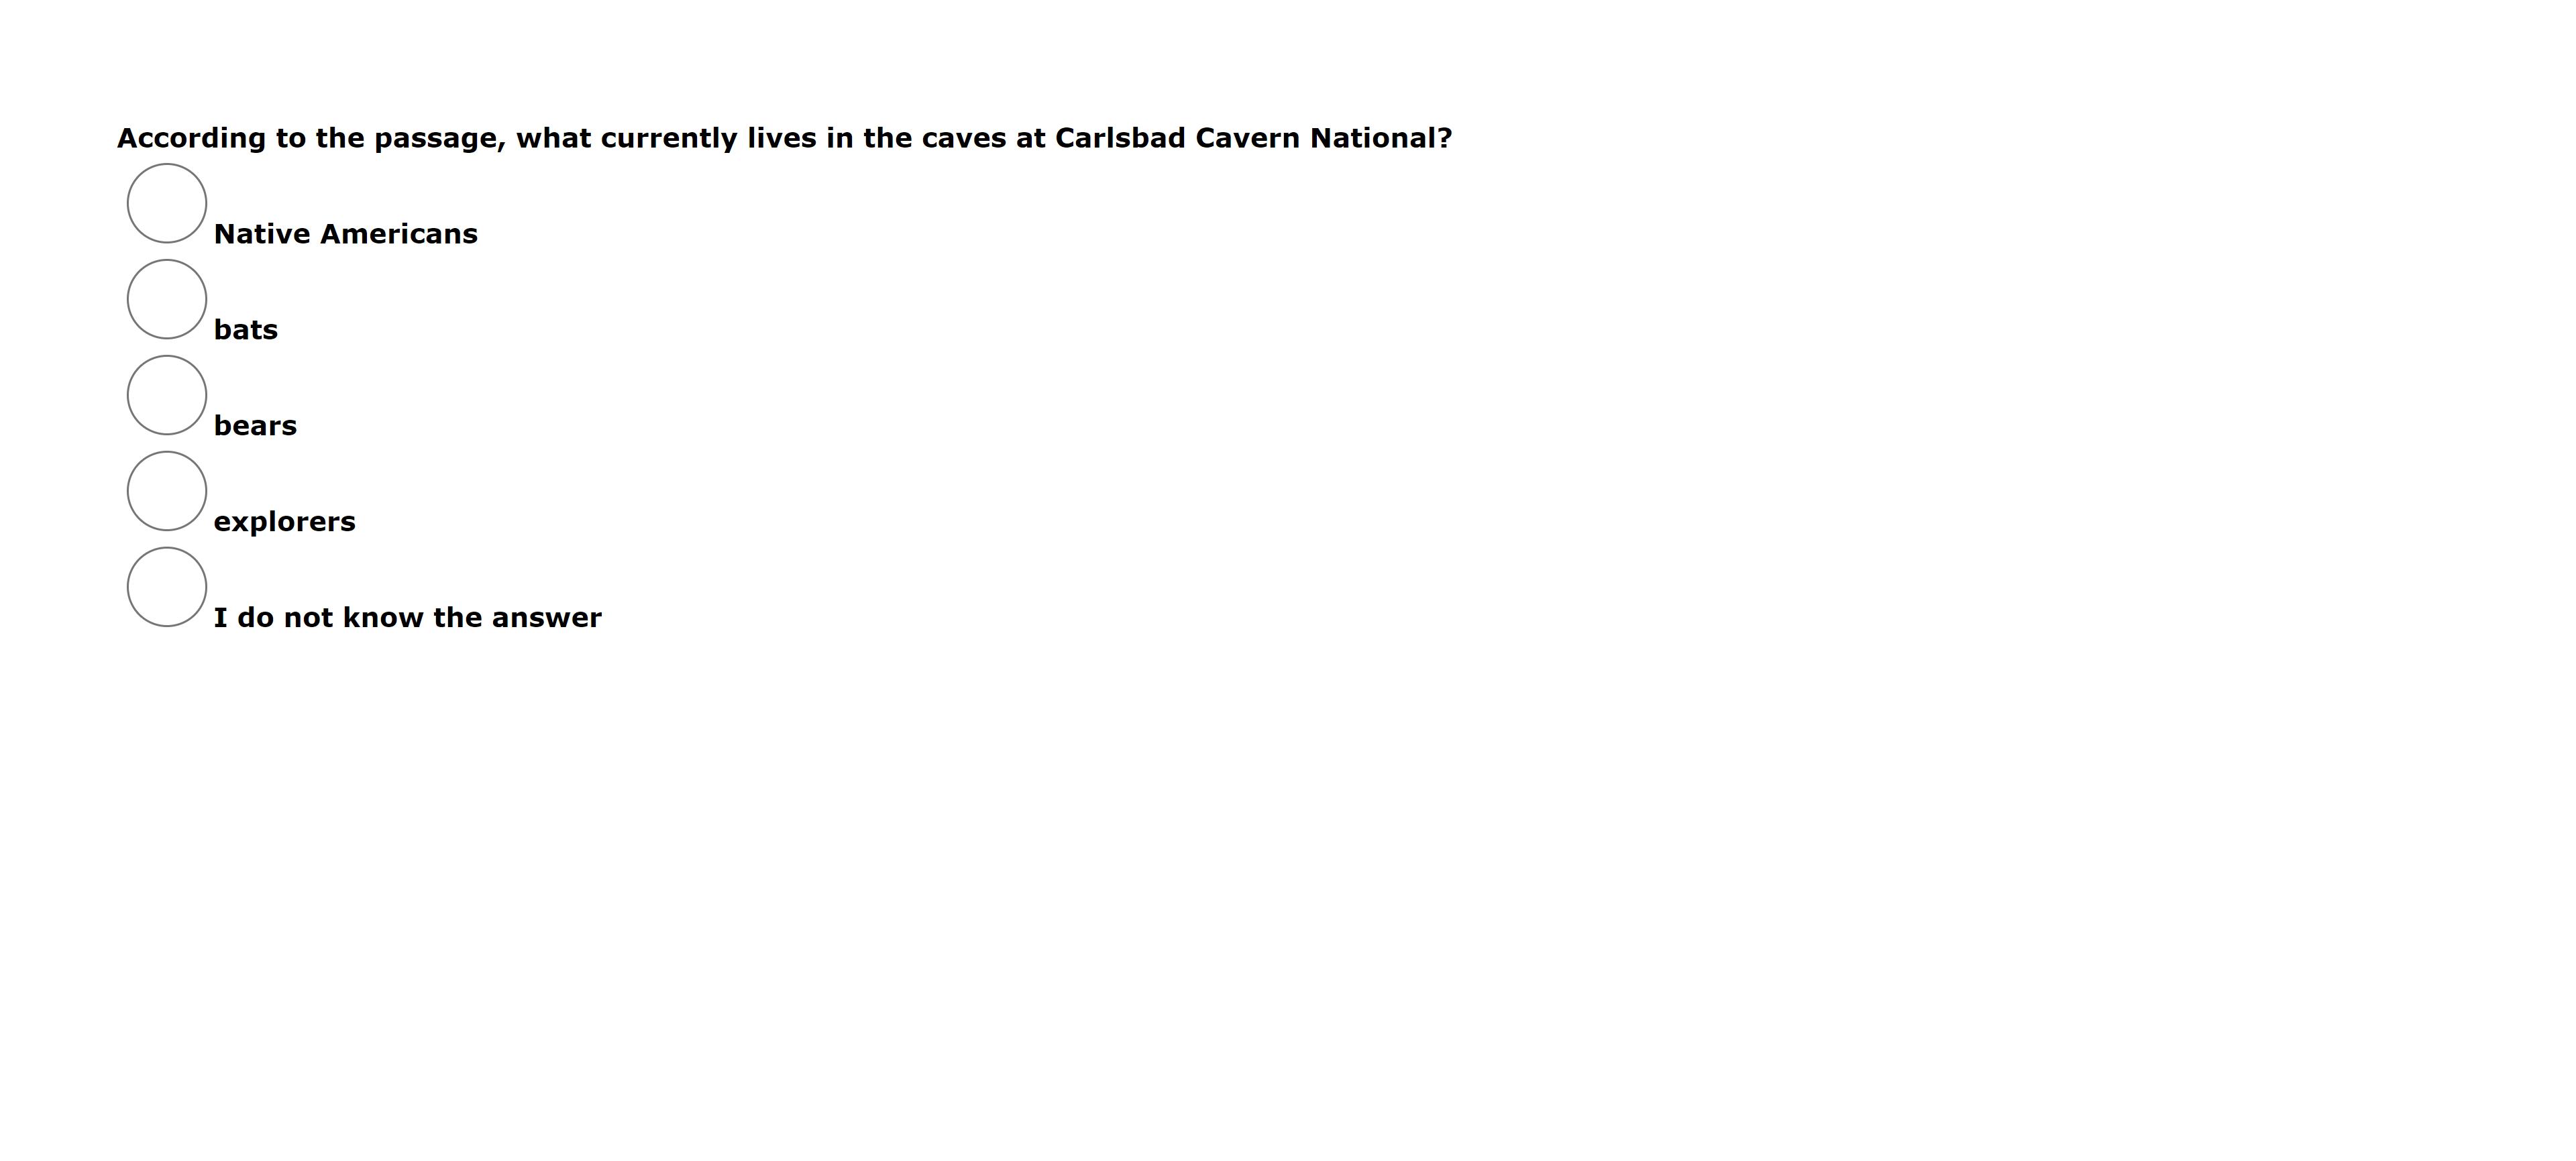 According to the passage, what currently lives in the caves at Carlsbad Cavern National?
Native Americans
bats
bears
explorers
I do not know the answer